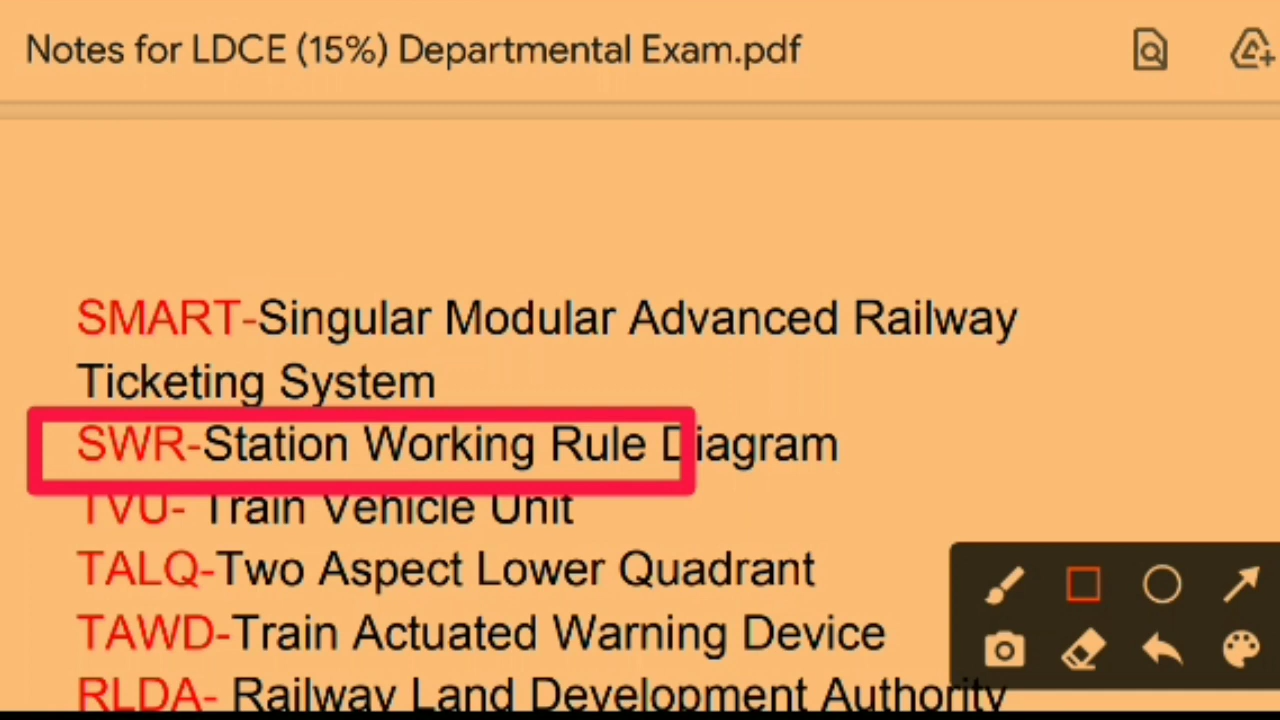 Notes for LDCE (15%) Departmental Exam.pdf
SMART-Singular Modular Advanced Railway
Ticketing System
SWR-Station Working Rule Diagram
TVU- Train Vehicle Unit
TALQ-Two Aspect Lower Quadrant
TAWD-Train Actuated Warning Device
RLDA- Railway Land Development Authority